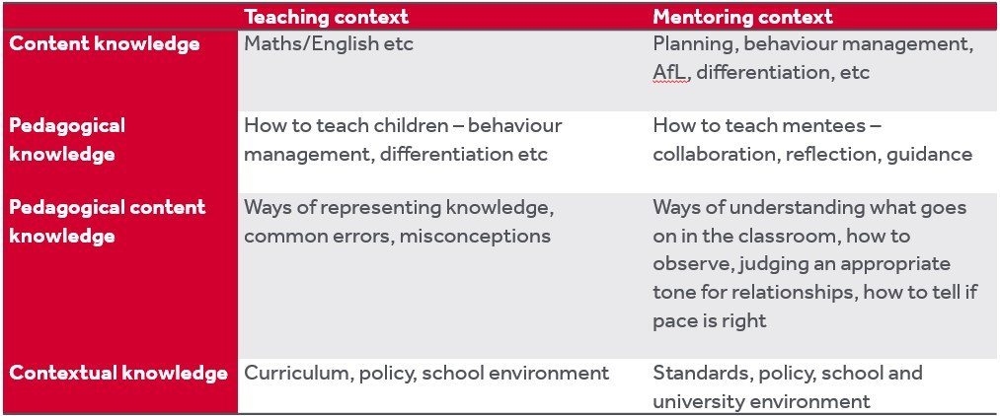 Teaching context
Mentoring context
Content knowledge
Maths/English etc
Planning, behaviour management,
AfL, differentiation, etc
Pedagogical
knowledge
How to teach children – behaviour
management, differentiation etc
How to teach mentees –
collaboration, reflection, guidance
Pedagogical content
knowledge
Ways of representing knowledge,
common errors, misconceptions
Ways of understanding what goes
on in the classroom, how to
observe, judging an appropriate
tone for relationships, how to tell if
pace is right
Contextual knowledge
Curriculum, policy, school environment
Standards, policy, school and
university environment